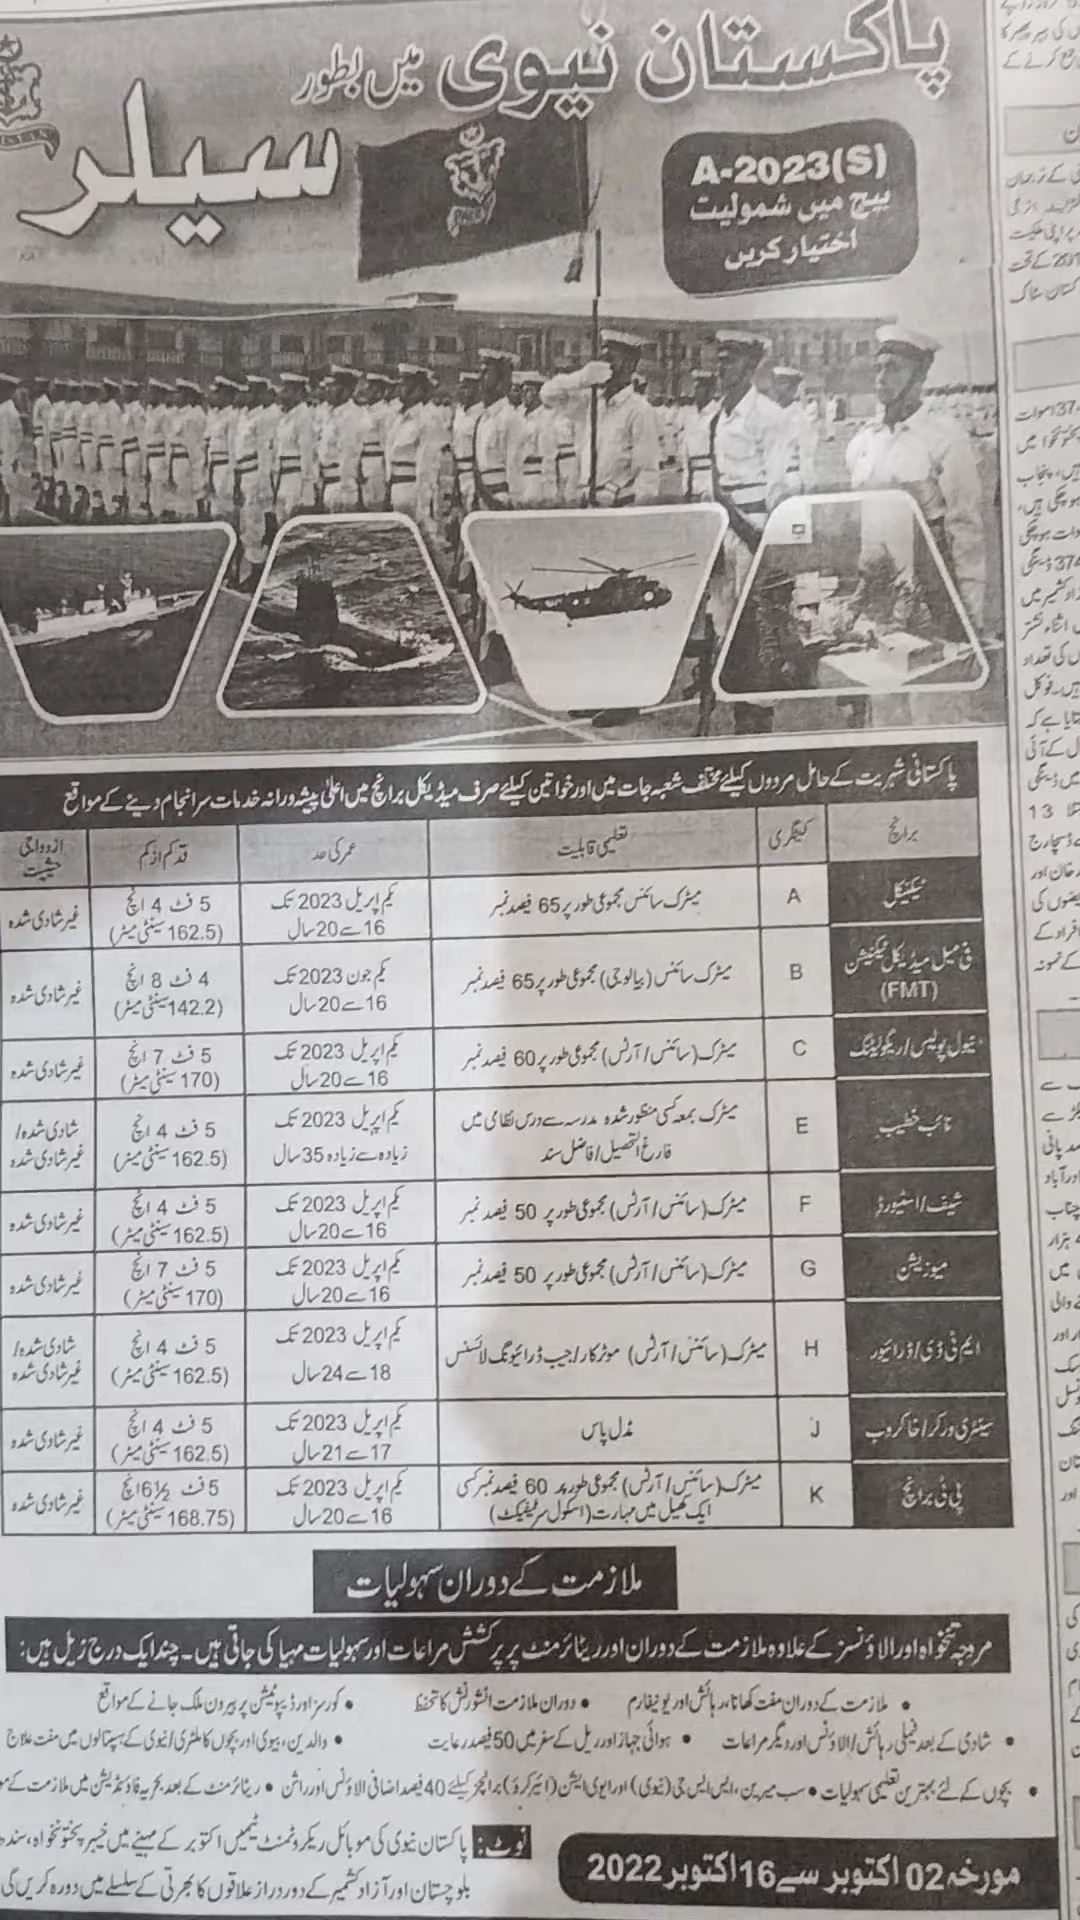 پاکستان نیوی میں بطور
سیلر
A-2023(S)
بیچ میں شمولیت
اختیار کریں
پاکستانی شہریت کے حامل مردوں کیلئے مختلف شعبہ جات میں اور خواتین کیلئے صرف میڈیکل برانچ میں اعلیٰ پیشہ ورانہ خدمات سرانجام دینے کے مواقع
برانچ کیٹگری تعلیمی قابلیت عمر کی حد قد کم از کم ازدواجی حیثیت
ٹیکنیکل A میٹرک سائنس مجموعی طور پر 65 فیصد نمبر یکم اپریل 2023 تک 16 سے 20 سال 5 فٹ 4 انچ (162.5 سینٹی میٹر) غیر شادی شدہ
فی میل میڈیکل ٹیکنیشن (FMT) B میٹرک سائنس (بیالوجی) مجموعی طور پر 65 فیصد نمبر یکم جون 2023 تک 16 سے 20 سال 4 فٹ 8 انچ (142.2 سینٹی میٹر) غیر شادی شدہ
نیول پولیس/ریگولیٹنگ C میٹرک (سائنس/آرٹس) مجموعی طور پر 60 فیصد نمبر یکم اپریل 2023 تک 16 سے 20 سال 5 فٹ 7 انچ (170 سینٹی میٹر) غیر شادی شدہ
نائب خطیب E میٹرک بمعہ کسی منظور شدہ مدرسہ سے درس نظامی میں فارغ التحصیل/فاضل سند یکم اپریل 2023 تک زیادہ سے زیادہ 35 سال 5 فٹ 4 انچ (162.5 سینٹی میٹر) شادی شدہ/ غیر شادی شدہ
شیف/اسٹیورڈ F میٹرک (سائنس/آرٹس) مجموعی طور پر 50 فیصد نمبر یکم اپریل 2023 تک 16 سے 20 سال 5 فٹ 4 انچ (162.5 سینٹی میٹر) غیر شادی شدہ
میوزیشن G میٹرک (سائنس/آرٹس) مجموعی طور پر 50 فیصد نمبر یکم اپریل 2023 تک 16 سے 20 سال 5 فٹ 7 انچ (170 سینٹی میٹر) غیر شادی شدہ
ایم ٹی ڈی/ڈرائیور H میٹرک (سائنس/آرٹس) موٹر کار/جیپ ڈرائیونگ لائسنس یکم اپریل 2023 تک 18 سے 24 سال 5 فٹ 4 انچ (162.5 سینٹی میٹر) شادی شدہ/ غیر شادی شدہ
سینٹری ورکر/خاکروب J مڈل پاس یکم اپریل 2023 تک 17 سے 21 سال 5 فٹ 4 انچ (162.5 سینٹی میٹر) غیر شادی شدہ
پی ٹی برانچ K میٹرک (سائنس/آرٹس) مجموعی طور پر 60 فیصد نمبر کسی ایک کھیل میں مہارت (اسکول سرٹیفکیٹ) یکم اپریل 2023 تک 16 سے 20 سال 5 فٹ 6½ انچ (168.75 سینٹی میٹر) غیر شادی شدہ
ملازمت کے دوران سہولیات
مروجہ تنخواہ اور الاؤنسز کے علاوہ ملازمت کے دوران اور ریٹائرمنٹ پر پرکشش مراعات اور سہولیات مہیا کی جاتی ہیں۔ چند ایک درج زیل ہیں:
• ملازمت کے دوران مفت کھانا، رہائش اور یونیفارم • دوران ملازمت انشورنس کا تحفظ • کورسز اور ڈیپوٹیشن پر بیرون ملک جانے کے مواقع
• شادی کے بعد فیملی رہائش/الاؤنس اور دیگر مراعات • ہوائی جہاز اور ریل کے سفر میں 50 فیصد رعایت • والدین، بیوی اور بچوں کا ملٹری/نیوی کے ہسپتالوں میں مفت علاج
• بچوں کے لئے بہترین تعلیمی سہولیات • سب میرین، ایس ایس جی (نیوی) اور ایوی ایشن (ائیر کرو) برانچز کیلئے 40 فیصد اضافی الاؤنس اور راشن • ریٹائرمنٹ کے بعد بحریہ فاؤنڈیشن میں ملازمت کے
نوٹ: پاکستان نیوی کی موبائل ریکروٹمنٹ ٹیمیں اکتوبر کے مہینے میں خیبر پختونخواہ، سندھ
بلوچستان اور آزاد کشمیر کے دور دراز علاقوں کا بھرتی کے سلسلے میں دورہ کریں گی
مورخہ 02 اکتوبر سے 16 اکتوبر 2022